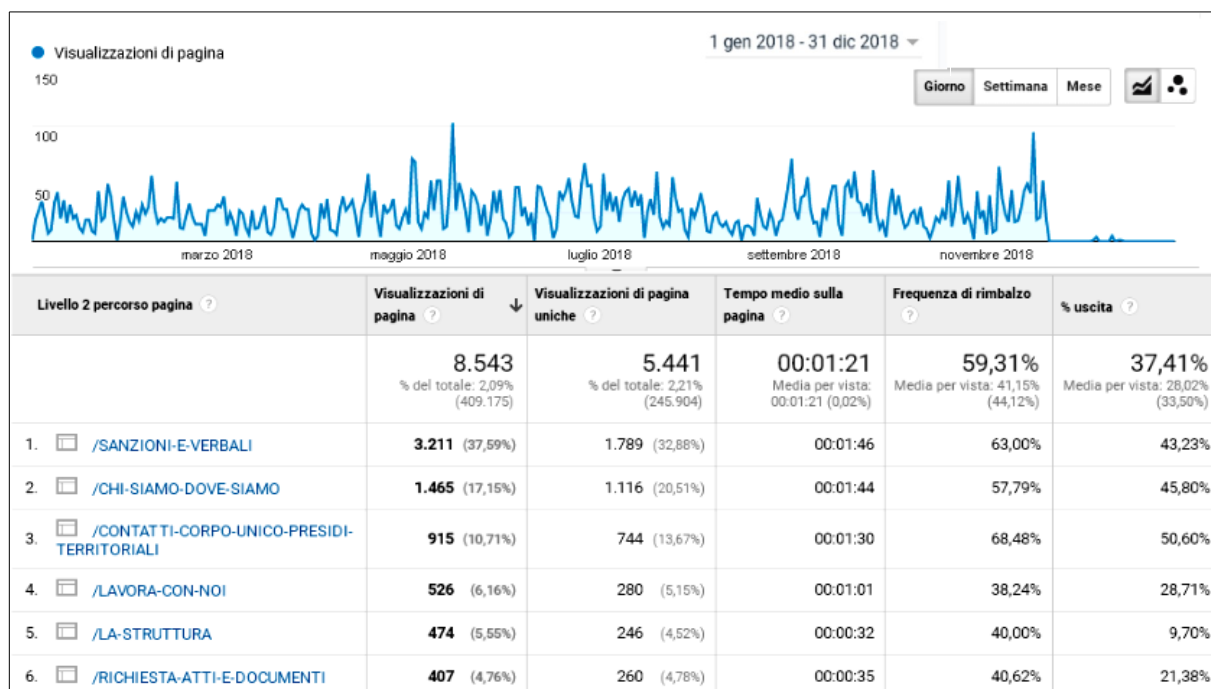 Visualizzazioni di pagina
1 gen 2018 - 31 dic 2018
Giorno Settimana Mese
150
100
50
marzo 2018 maggio 2018 luglio 2018 settembre 2018 novembre 2018
Livello 2 percorso pagina ? Visualizzazioni di pagina ? Visualizzazioni di pagina uniche ? Tempo medio sulla pagina ? Frequenza di rimbalzo ? % uscita ?
8.543 5.441 00:01:21 59,31% 37,41%
% del totale: 2,09% (409.175) % del totale: 2,21% (245.904) Media per vista: 00:01:21 (0,02%) Media per vista: 41,15% (44,12%) Media per vista: 28,02% (33,50%)
1. /SANZIONI-E-VERBALI 3.211 (37,59%) 1.789 (32,88%) 00:01:46 63,00% 43,23%
2. /CHI-SIAMO-DOVE-SIAMO 1.465 (17,15%) 1.116 (20,51%) 00:01:44 57,79% 45,80%
3. /CONTATTI-CORPO-UNICO-PRESIDI-TERRITORIALI 915 (10,71%) 744 (13,67%) 00:01:30 68,48% 50,60%
4. /LAVORA-CON-NOI 526 (6,16%) 280 (5,15%) 00:01:01 38,24% 28,71%
5. /LA-STRUTTURA 474 (5,55%) 246 (4,52%) 00:00:32 40,00% 9,70%
6. /RICHIESTA-ATTI-E-DOCUMENTI 407 (4,76%) 260 (4,78%) 00:00:35 40,62% 21,38%